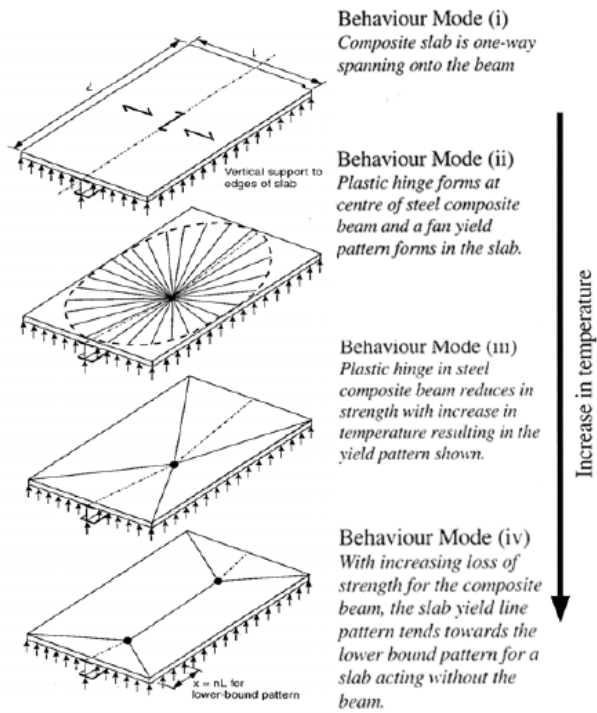 Behaviour Mode (i)
Composite slab is one-way
spanning onto the beam
L
L
Vertical support to
edges of slab
Behaviour Mode (ii)
Plastic hinge forms at
centre of steel composite
beam and a fan yield
pattern forms in the slab.
Behaviour Mode (iii)
Plastic hinge in steel
composite beam reduces in
strength with increase in
temperature resulting in the
yield pattern shown.
Behaviour Mode (iv)
With increasing loss of
strength for the composite
beam, the slab yield line
pattern tends towards the
lower bound pattern for a
slab acting without the
beam.
x = nL for
lower-bound pattern
Increase in temperature